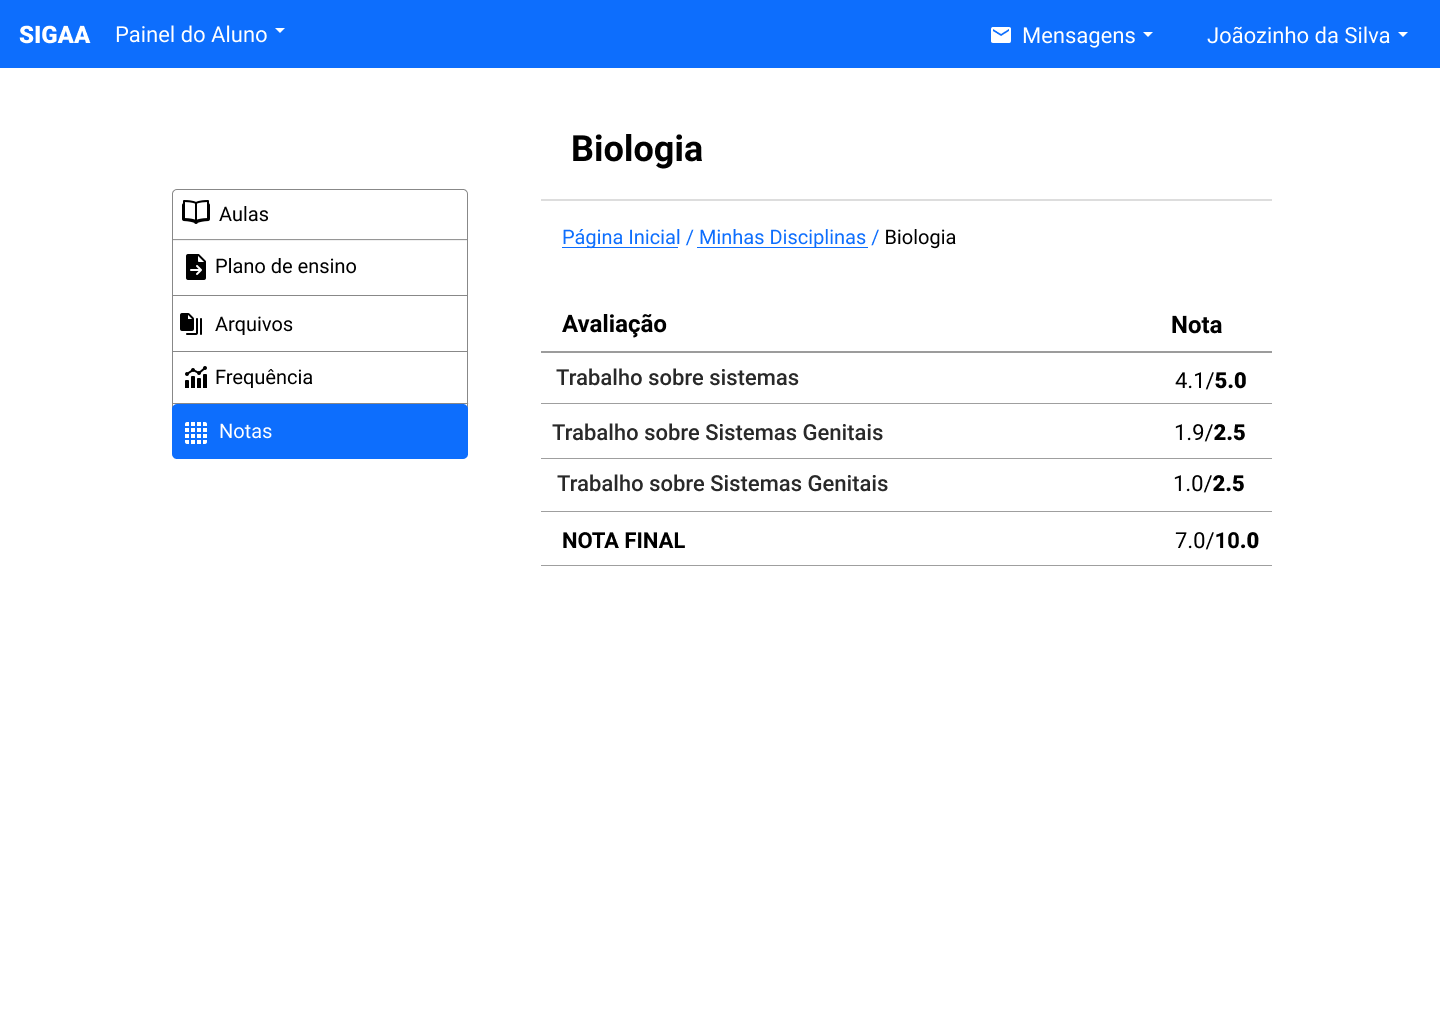 SIGAA Painel do Aluno Mensagens Joãozinho da Silva
Biologia
Aulas
Plano de ensino
Arquivos
Frequência
Notas
Página Inicial / Minhas Disciplinas / Biologia
Avaliação Nota
Trabalho sobre sistemas 4.1/5.0
Trabalho sobre Sistemas Genitais 1.9/2.5
Trabalho sobre Sistemas Genitais 1.0/2.5
NOTA FINAL 7.0/10.0